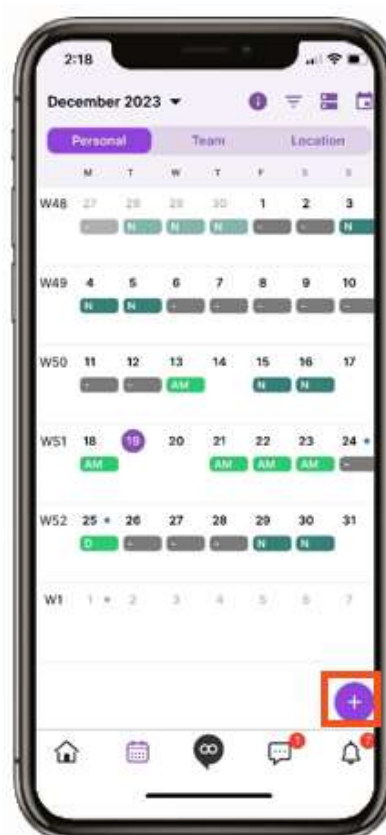 2:18
December 2023
Personal Team Location
M T W T F S S
W48 27 28 29 30 1 2 3
- N N N - - N
W49 4 5 6 7 8 9 10
N N - - - - -
W50 11 12 13 14 15 16 17
- - AM N N
W51 18 19 20 21 22 23 24
AM AM AM AM -
W52 25 26 27 28 29 30 31
D - - - N N
W1 1 2 3 4 5 6 7
+
1 7